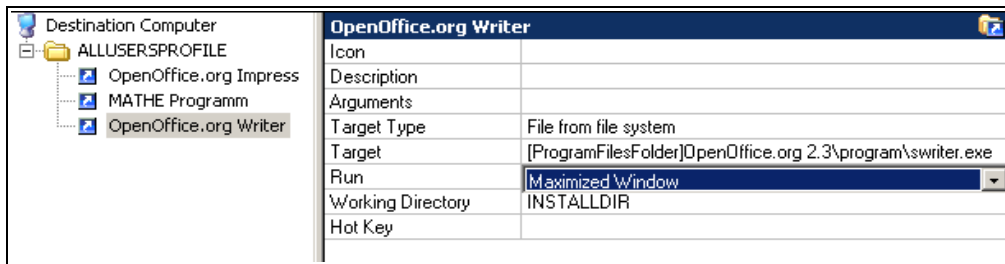 Destination Computer
ALLUSERSPROFILE
OpenOffice.org Impress
MATHE Programm
OpenOffice.org Writer
OpenOffice.org Writer
Icon
Description
Arguments
Target Type File from file system
Target [ProgramFilesFolder]OpenOffice.org 2.3\program\swriter.exe
Run Maximized Window
Working Directory INSTALLDIR
Hot Key